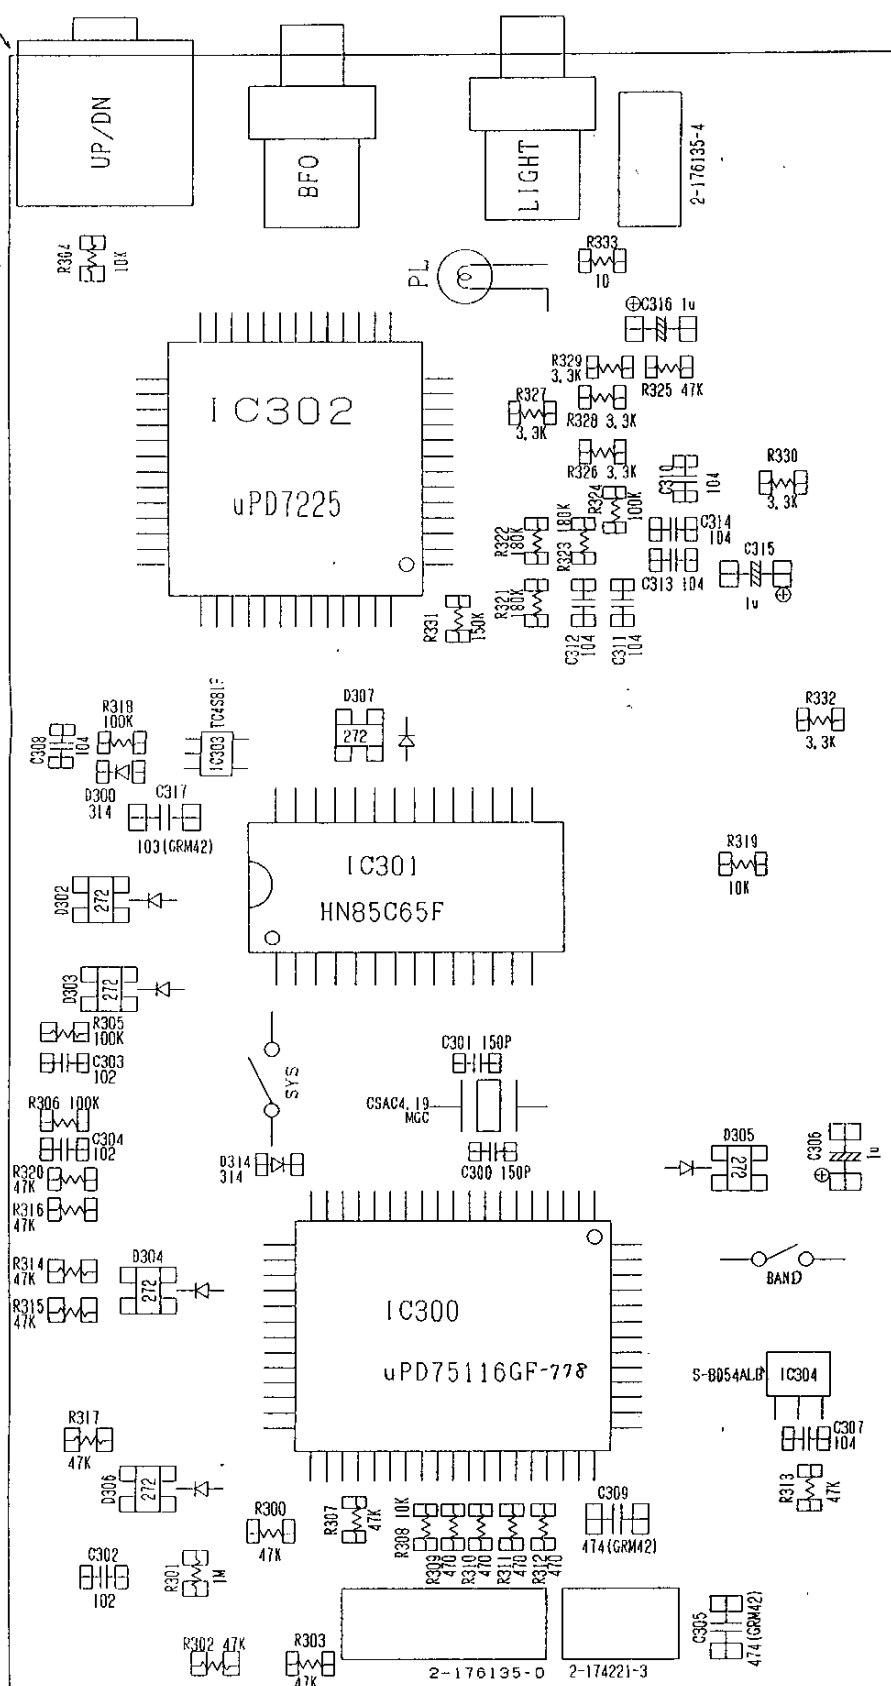 UP/DN
BFO
LIGHT
2-176135-4
R304
10K
PL
R333
10
⊕C316 1u
R329
3.3K
R325 47K
R327
3.3K
R328 3.3K
IC302
uPD7225
R326 3.3K
C310
104
R330
3.3K
R324
100K
R322
180K
180K
R323
C314
104
C315
1u
C313 104
R321
180K
R331
150K
C312
104
C311
104
R318
100K
TC4S81F
IC303
D307
272
C308
104
R332
3.3K
D300
314
C317
103(GRM42)
IC301
HN85C65F
R319
10K
D302
272
D303
272
R305
100K
C303
102
C301 150P
SYS
CSAC4.19
MGC
R306 100K
C304
102
D314
314
C300 150P
D305
272
C306
1u
R320
47K
R316
47K
R314
47K
D304
272
R315
47K
BAND
IC300
uPD75116GF-778
S-8054ALB
IC304
C307
104
R317
47K
D306
272
R313
47K
R300
47K
R307
47K
10K
R308
R309
470
R310
470
R311
470
R312
470
C309
474(GRM42)
C302
102
R301
1M
C305
474(GRM42)
R302 47K
R303
47K
2-176135-0
2-174221-3